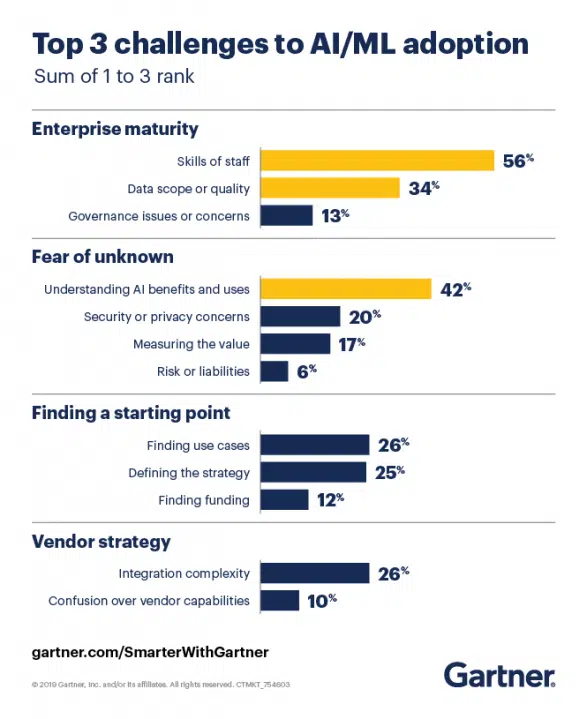 Top 3 challenges to AI/ML adoption
Sum of 1 to 3 rank
Enterprise maturity
Skills of staff 56%
Data scope or quality 34%
Governance issues or concerns 13%
Fear of unknown
Understanding AI benefits and uses 42%
Security or privacy concerns 20%
Measuring the value 17%
Risk or liabilities 6%
Finding a starting point
Finding use cases 26%
Defining the strategy 25%
Finding funding 12%
Vendor strategy
Integration complexity 26%
Confusion over vendor capabilities 10%
gartner.com/SmarterWithGartner
© 2019 Gartner, Inc. and/or its affiliates. All rights reserved. CTMKT_754603
Gartner®